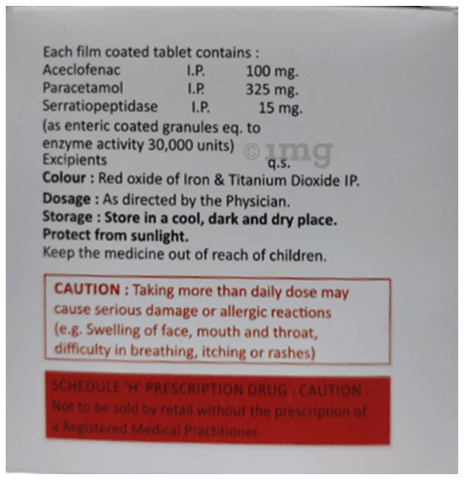 Each film coated tablet contains :
Aceclofenac I.P. 100 mg.
Paracetamol I.P. 325 mg.
Serratiopeptidase I.P. 15 mg.
(as enteric coated granules eq. to
enzyme activity 30,000 units)
© 1mg
Excipients q.s.
Colour : Red oxide of Iron & Titanium Dioxide IP.
Dosage : As directed by the Physician.
Storage : Store in a cool, dark and dry place.
Protect from sunlight.
Keep the medicine out of reach of children.
CAUTION : Taking more than daily dose may
cause serious damage or allergic reactions
(e.g. Swelling of face, mouth and throat,
difficulty in breathing, itching or rashes)
SCHEDULE 'H' PRESCRIPTION DRUG : CAUTION :
Not to be sold by retail without the prescription of
a Registered Medical Practitioner.